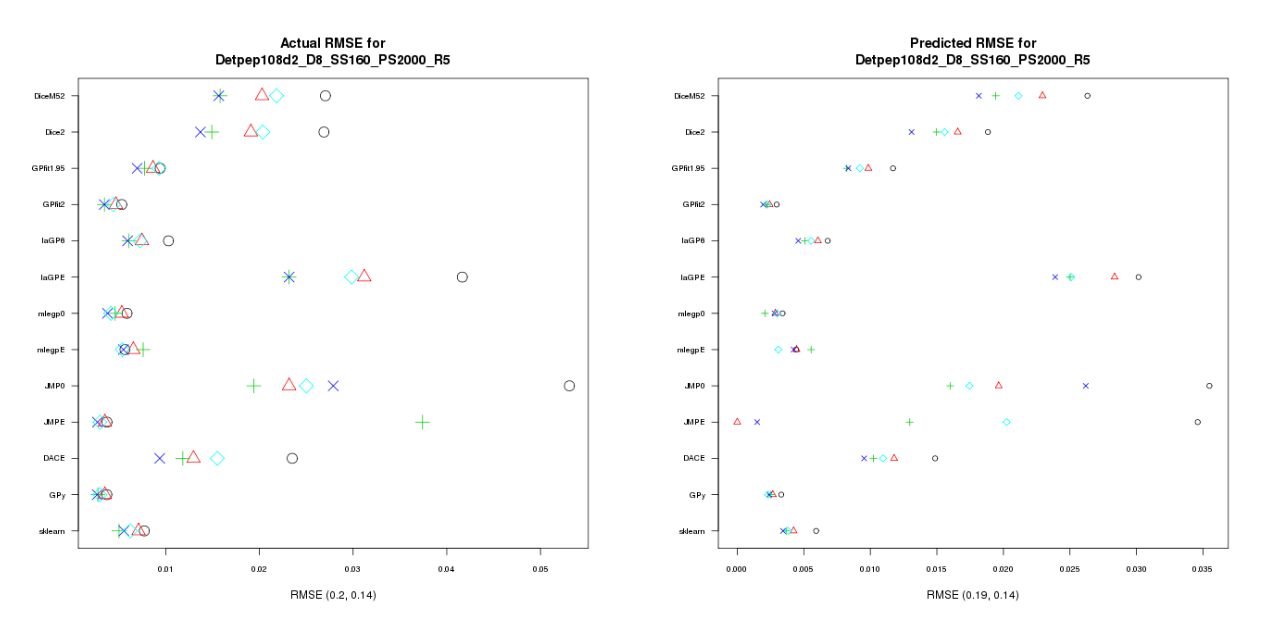 Actual RMSE for
Detpep108d2_D8_SS160_PS2000_R5
DiceM52
Dice2
GPfit1.95
GPfit2
laGP6
laGPE
mlegp0
mlegpE
JMP0
JMPE
DACE
GPy
sklearn
0.01 0.02 0.03 0.04 0.05
RMSE (0.2, 0.14)
Predicted RMSE for
Detpep108d2_D8_SS160_PS2000_R5
DiceM52
Dice2
GPfit1.95
GPfit2
laGP6
laGPE
mlegp0
mlegpE
JMP0
JMPE
DACE
GPy
sklearn
0.000 0.005 0.010 0.015 0.020 0.025 0.030 0.035
RMSE (0.19, 0.14)